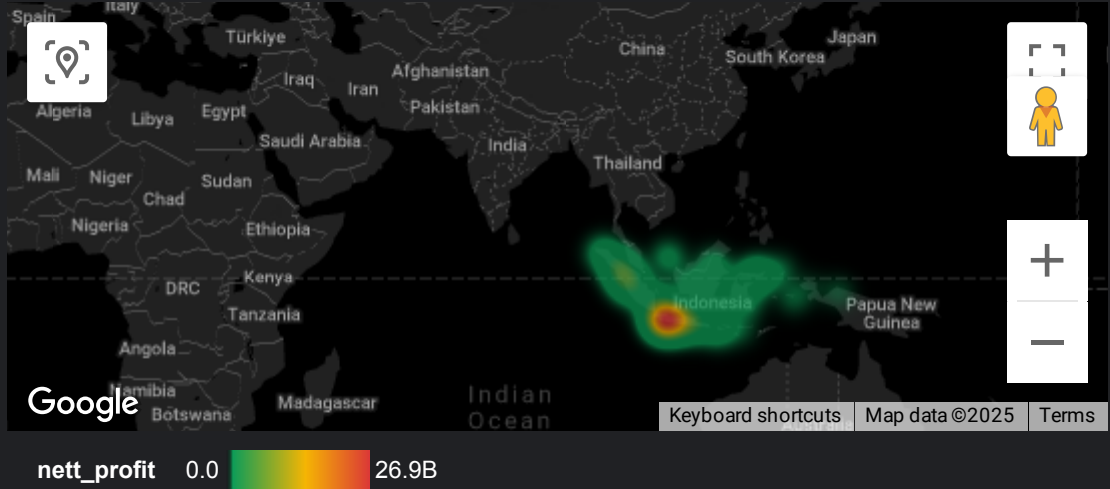 Spain
Italy
Türkiye
Japan
China
South Korea
Afghanistan
Iraq
Iran
Pakistan
Algeria
Libya
Egypt
Saudi Arabia
India
Thailand
Mali
Niger
Sudan
Chad
Nigeria
Ethiopia
Kenya
DRC
Indonesia
Papua New
Guinea
Tanzania
Angola
Namibia
Botswana
Madagascar
Indian
Ocean
Google
Keyboard shortcuts
Map data ©2025
Terms
Australia
nett_profit 0.0 26.9B